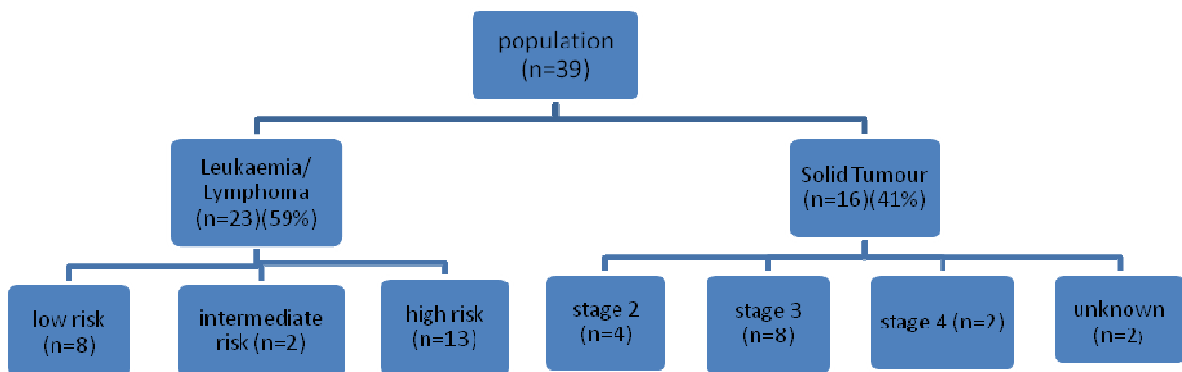 population
(n=39)
Leukaemia/
Lymphoma
(n=23)(59%)
Solid Tumour
(n=16)(41%)
low risk
(n=8)
intermediate
risk (n=2)
high risk
(n=13)
stage 2
(n=4)
stage 3
(n=8)
stage 4 (n=2)
unknown
(n=2)